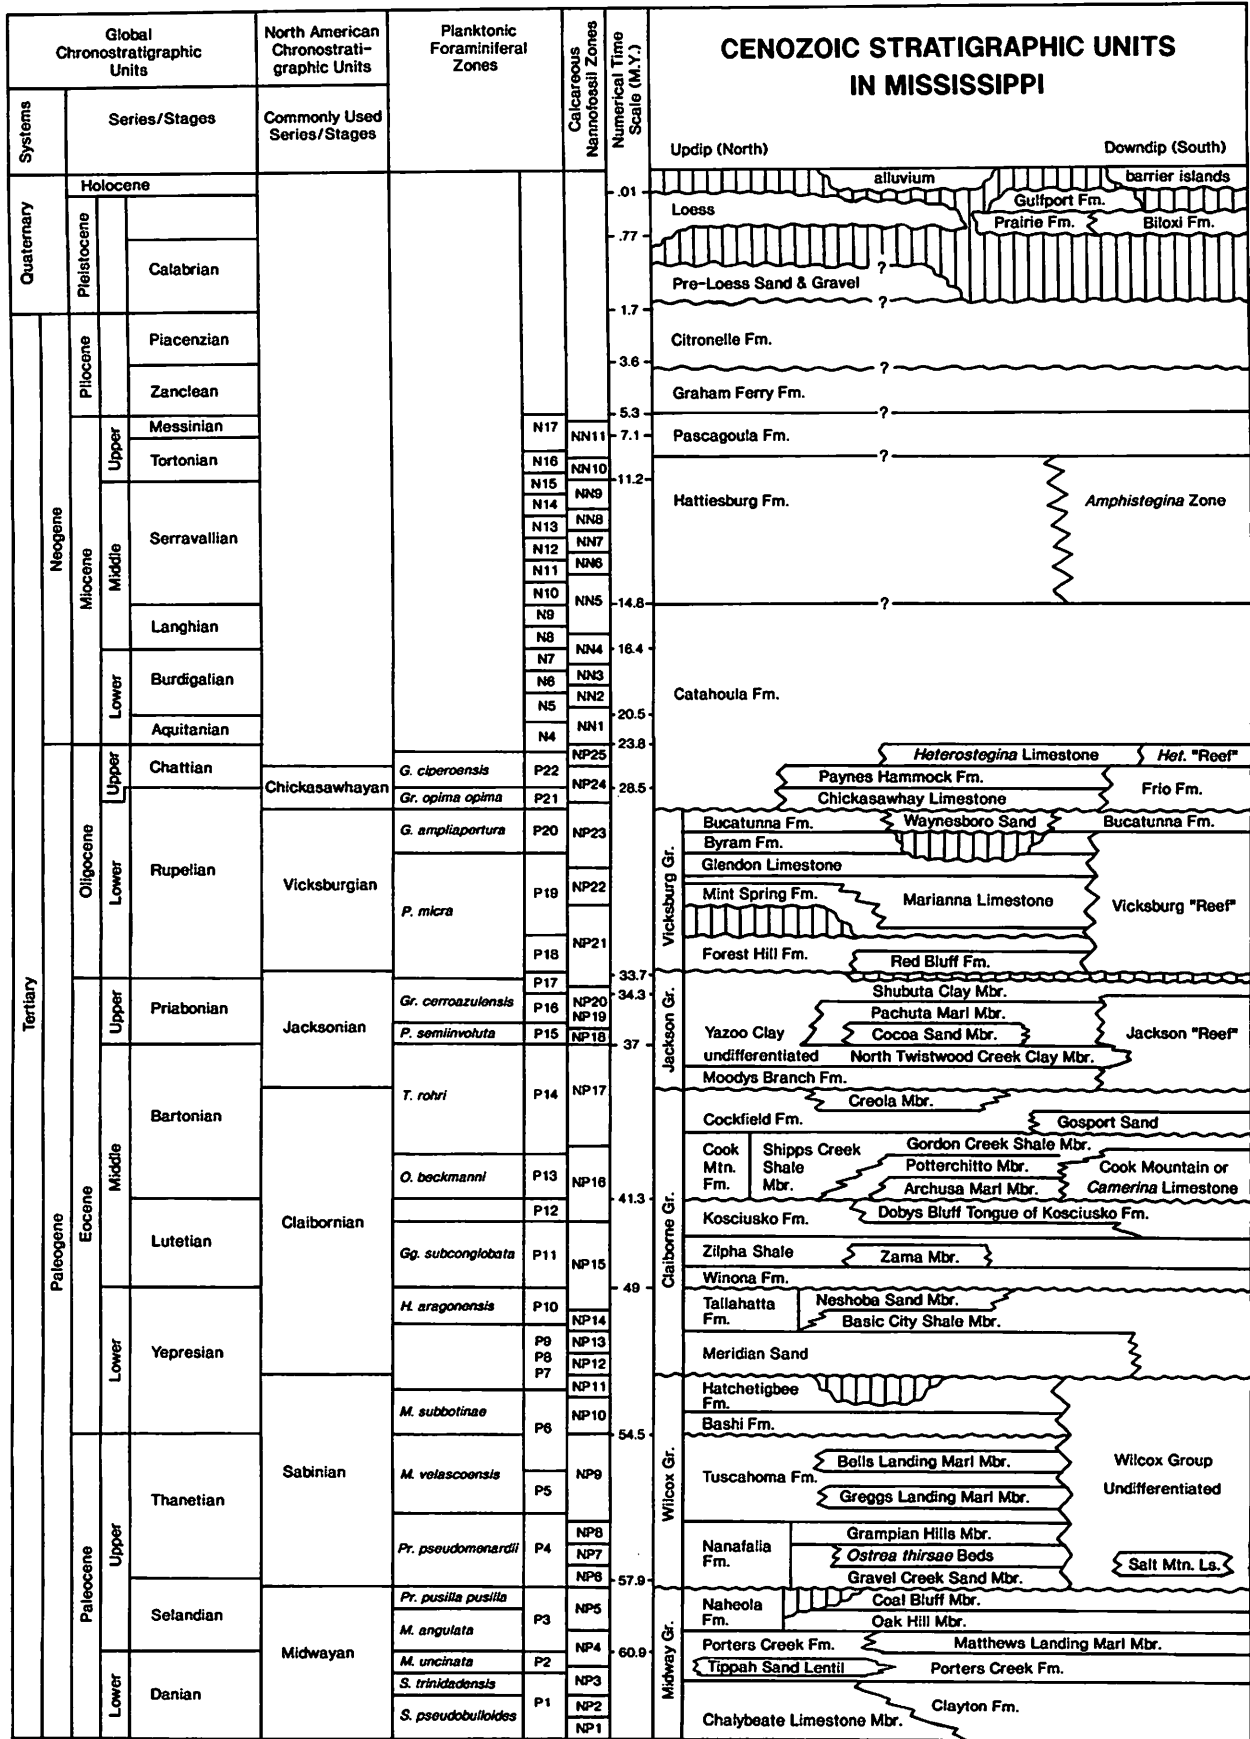 Global
Chronostratigraphic
Units
North American
Chronostrati-
graphic Units
Planktonic
Foraminiferal
Zones
Calcareous
Nannofossil Zones
Numerical Time
Scale (M.Y.)
CENOZOIC STRATIGRAPHIC UNITS
IN MISSISSIPPI
Systems
Series/Stages
Commonly Used
Series/Stages
Updip (North)
Downdip (South)
Quaternary
Tertiary
Neogene
Paleogene
Holocene
Pleistocene
Calabrian
Pliocene
Piacenzian
Zanclean
Miocene
Upper
Messinian
Tortonian
Middle
Serravallian
Langhian
Lower
Burdigalian
Aquitanian
Oligocene
Upper
Chattian
Lower
Rupelian
Eocene
Upper
Priabonian
Middle
Bartonian
Lutetian
Lower
Yepresian
Paleocene
Upper
Thanetian
Selandian
Lower
Danian
Chickasawhayan
Vicksburgian
Jacksonian
Claibornian
Sabinian
Midwayan
G. ciperoensis
Gr. opima opima
G. ampliapertura
P. micra
Gr. cerroazulensis
P. semiinvoluta
T. rohri
O. beckmanni
Gg. subconglobata
H. aragonensis
M. subbotinae
M. velascoensis
Pr. pseudomenardii
Pr. pusilla pusilla
M. angulata
M. uncinata
S. trinidadensis
S. pseudobulloides
N17
N16
N15
N14
N13
N12
N11
N10
N9
N8
N7
N6
N5
N4
P22
P21
P20
P19
P18
P17
P16
P15
P14
P13
P12
P11
P10
P9
P8
P7
P6
P5
P4
P3
P2
P1
NN11
NN10
NN9
NN8
NN7
NN6
NN5
NN4
NN3
NN2
NN1
NP25
NP24
NP23
NP22
NP21
NP20
NP19
NP18
NP17
NP16
NP15
NP14
NP13
NP12
NP11
NP10
NP9
NP8
NP7
NP6
NP5
NP4
NP3
NP2
NP1
.01
.77
1.7
3.6
5.3
7.1
11.2
14.8
16.4
20.5
23.8
28.5
33.7
34.3
37
41.3
49
54.5
57.9
60.9
alluvium
barrier islands
Loess
Gulfport Fm.
Prairie Fm.
Biloxi Fm.
?
Pre-Loess Sand & Gravel
?
Citronelle Fm.
?
Graham Ferry Fm.
?
Pascagoula Fm.
?
Hattiesburg Fm.
Amphistegina Zone
?
Catahoula Fm.
Heterostegina Limestone
Het. "Reef"
Paynes Hammock Fm.
Chickasawhay Limestone
Frio Fm.
Vicksburg Gr.
Bucatunna Fm.
Waynesboro Sand
Bucatunna Fm.
Byram Fm.
Glendon Limestone
Mint Spring Fm.
Marianna Limestone
Vicksburg "Reef"
Forest Hill Fm.
Red Bluff Fm.
Jackson Gr.
Shubuta Clay Mbr.
Pachuta Marl Mbr.
Yazoo Clay
undifferentiated
Cocoa Sand Mbr.
Jackson "Reef"
North Twistwood Creek Clay Mbr.
Moodys Branch Fm.
Claiborne Gr.
Creola Mbr.
Cockfield Fm.
Gosport Sand
Cook
Mtn.
Fm.
Shipps Creek
Shale
Mbr.
Gordon Creek Shale Mbr.
Potterchitto Mbr.
Archusa Marl Mbr.
Cook Mountain or
Camerina Limestone
Kosciusko Fm.
Dobys Bluff Tongue of Kosciusko Fm.
Zilpha Shale
Zama Mbr.
Winona Fm.
Tallahatta
Fm.
Neshoba Sand Mbr.
Basic City Shale Mbr.
Meridian Sand
Wilcox Gr.
Hatchetigbee
Fm.
Bashi Fm.
Tuscahoma Fm.
Bells Landing Marl Mbr.
Greggs Landing Marl Mbr.
Wilcox Group
Undifferentiated
Nanafalia
Fm.
Grampian Hills Mbr.
Ostrea thirsae Beds
Gravel Creek Sand Mbr.
Salt Mtn. Ls.
Midway Gr.
Naheola
Fm.
Coal Bluff Mbr.
Oak Hill Mbr.
Porters Creek Fm.
Matthews Landing Marl Mbr.
Tippah Sand Lentil
Porters Creek Fm.
Clayton Fm.
Chalybeate Limestone Mbr.